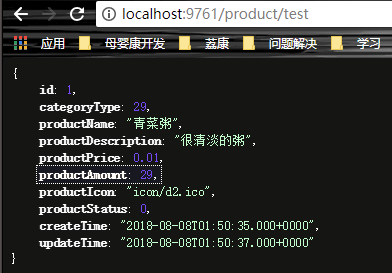 localhost:9761/product/test
应用 母婴康开发 荔康 问题解决 学习
{
id: 1,
categoryType: 29,
productName: "青菜粥",
productDescription: "很清淡的粥",
productPrice: 0.01,
productAmount: 29,
productIcon: "icon/d2.ico",
productStatus: 0,
createTime: "2018-08-08T01:50:35.000+0000",
updateTime: "2018-08-08T01:50:37.000+0000"
}